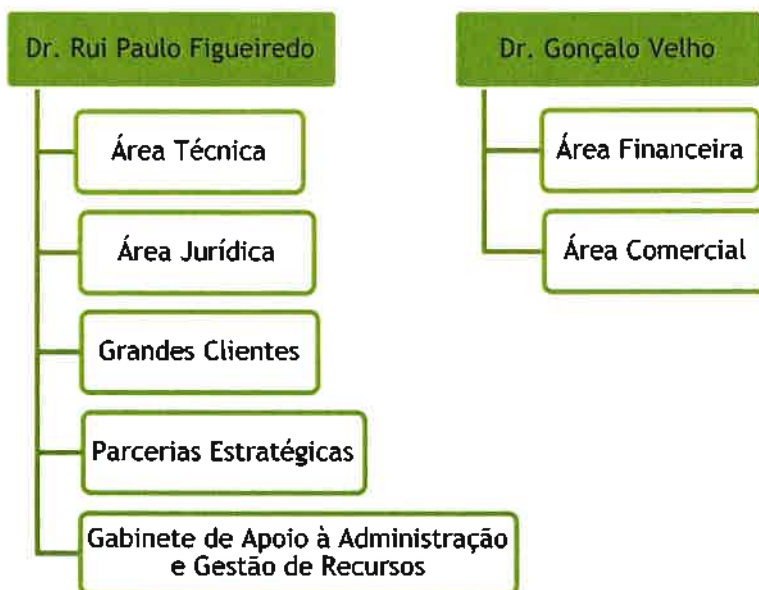 Dr. Rui Paulo Figueiredo
Área Técnica
Área Jurídica
Grandes Clientes
Parcerias Estratégicas
Gabinete de Apoio à Administração
e Gestão de Recursos
Dr. Gonçalo Velho
Área Financeira
Área Comercial